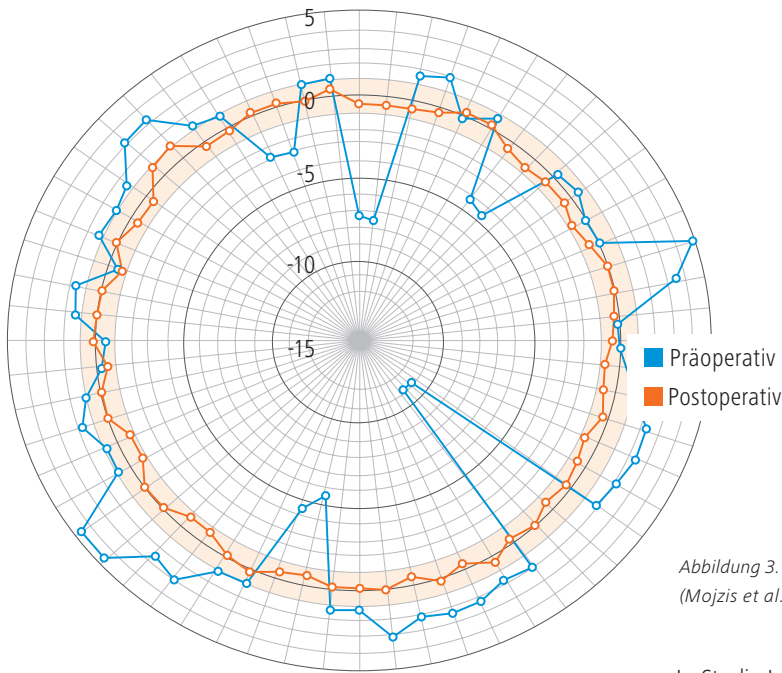 5
0
-5
-10
-15
Präoperativ
Postoperativ
Abbildung 3.
(Mojzis et al.